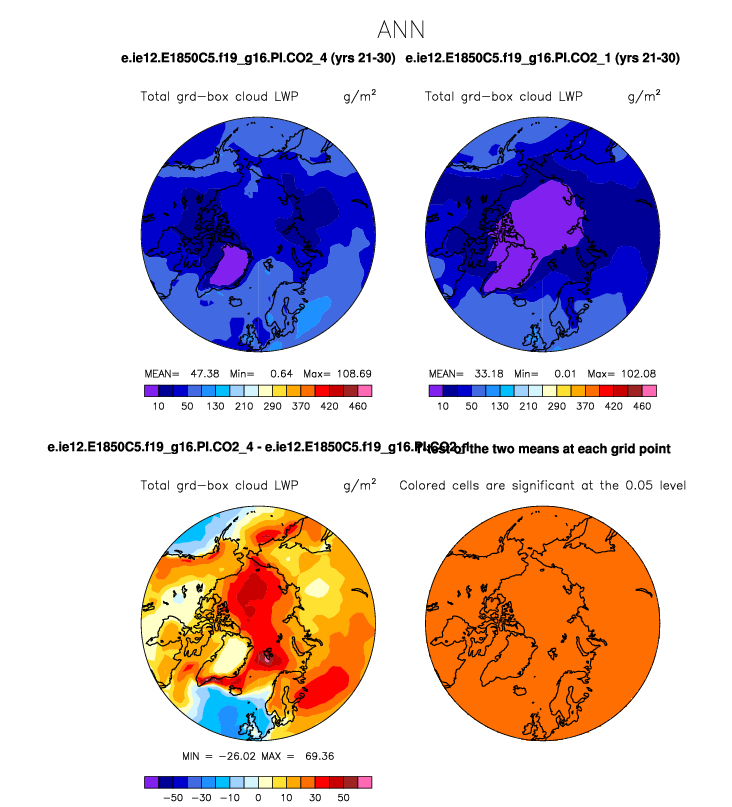 ANN
e.ie12.E1850C5.f19_g16.PI.CO2_4 (yrs 21-30) e.ie12.E1850C5.f19_g16.PI.CO2_1 (yrs 21-30)
Total grd-box cloud LWP g/m² Total grd-box cloud LWP g/m²
MEAN= 47.38 Min= 0.64 Max= 108.69 MEAN= 33.18 Min= 0.01 Max= 102.08
10 50 130 210 290 370 420 460 10 50 130 210 290 370 420 460
e.ie12.E1850C5.f19_g16.PI.CO2_4 - e.ie12.E1850C5.f19_g16.PI.CO2_1
T-test of the two means at each grid point
Total grd-box cloud LWP g/m² Colored cells are significant at the 0.05 level
MIN = -26.02 MAX = 69.36
-50 -30 -10 0 10 30 50